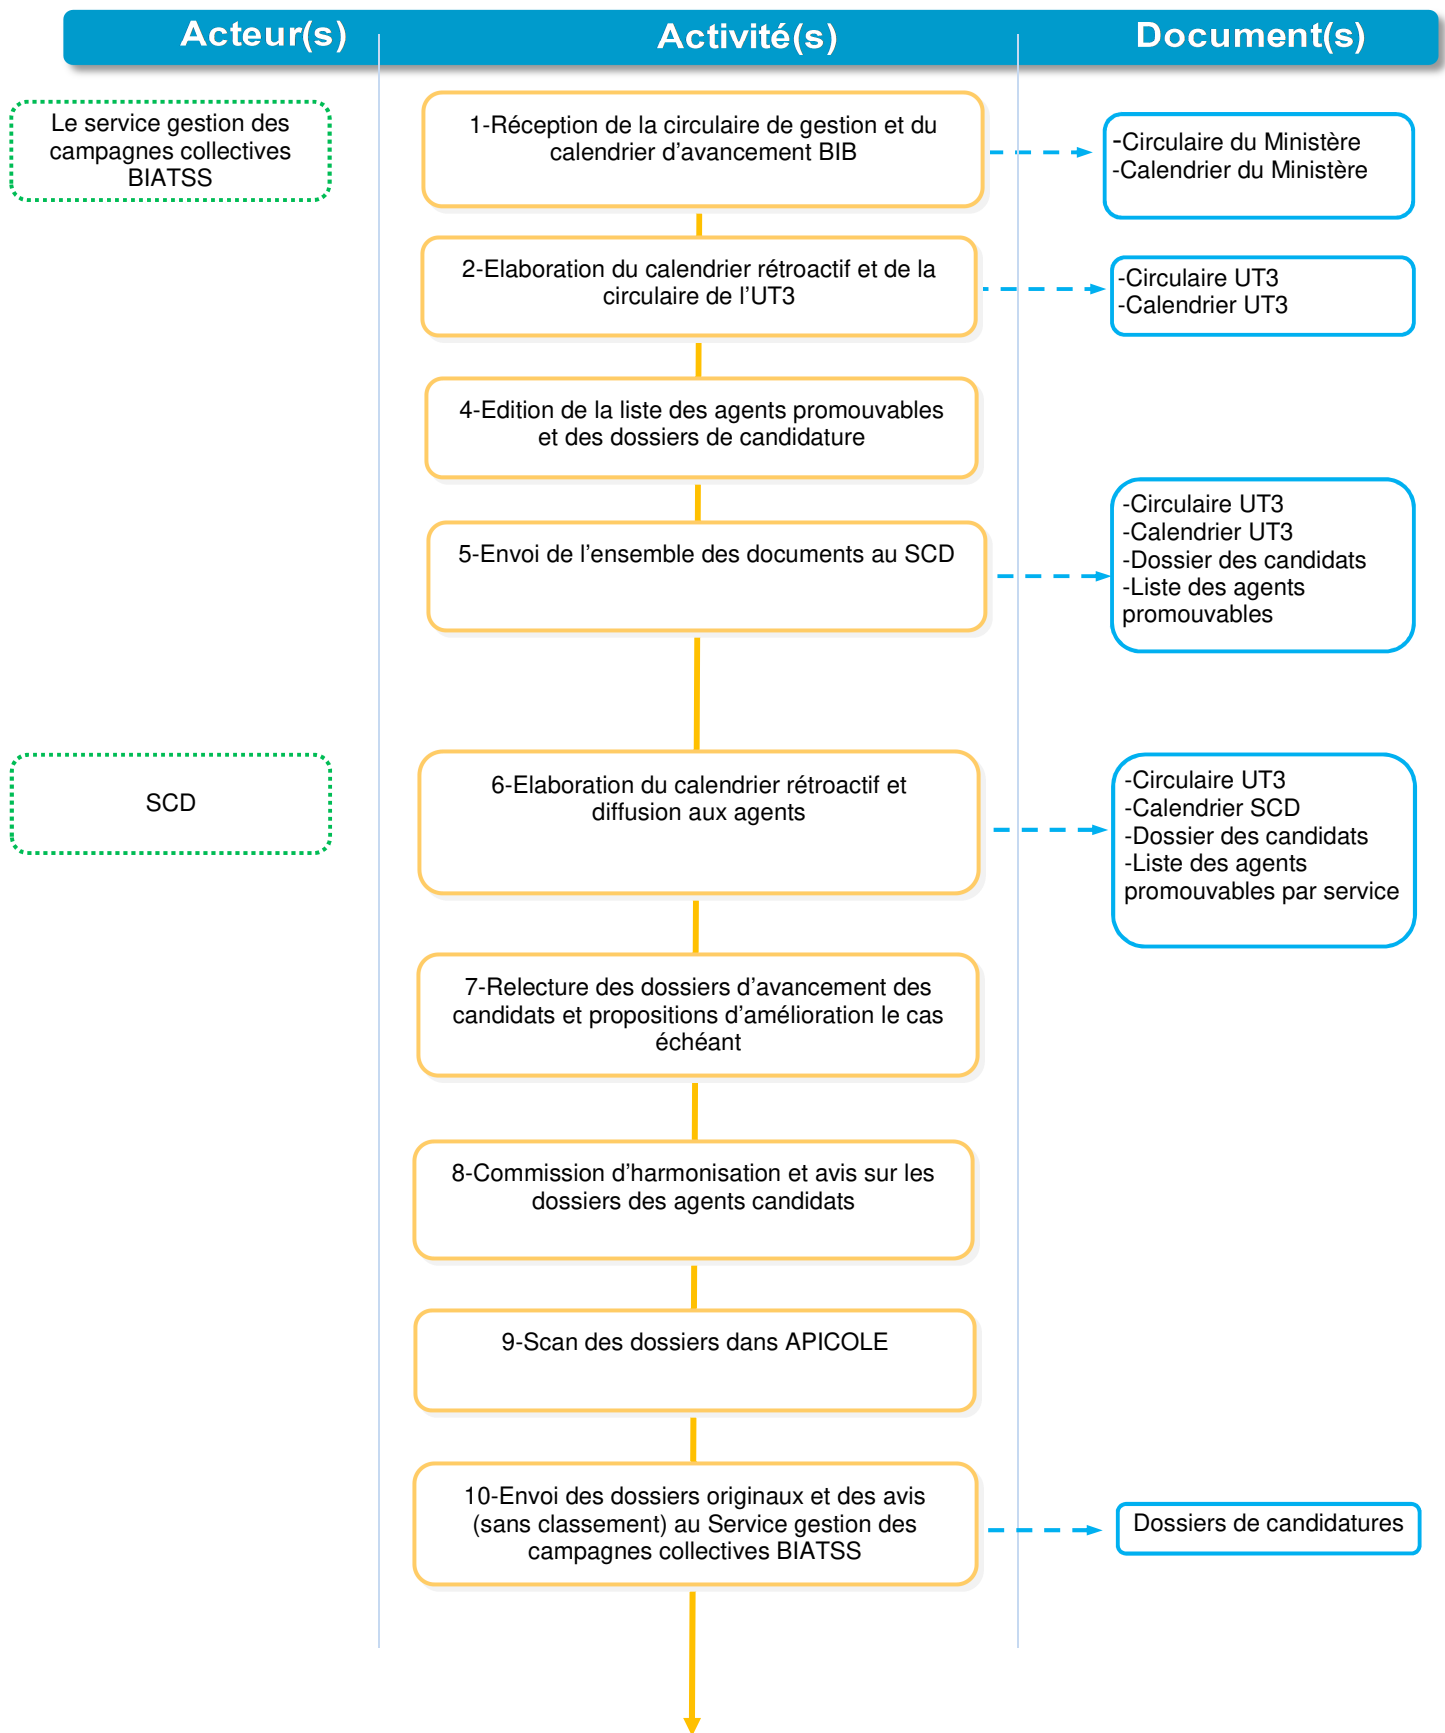 Acteur(s)
Activité(s)
Document(s)
Le service gestion des
campagnes collectives
BIATSS
1-Réception de la circulaire de gestion et du
calendrier d’avancement BIB
-Circulaire du Ministère
-Calendrier du Ministère
2-Elaboration du calendrier rétroactif et de la
circulaire de l’UT3
-Circulaire UT3
-Calendrier UT3
4-Edition de la liste des agents promouvables
et des dossiers de candidature
5-Envoi de l’ensemble des documents au SCD
-Circulaire UT3
-Calendrier UT3
-Dossier des candidats
-Liste des agents
promouvables
SCD
6-Elaboration du calendrier rétroactif et
diffusion aux agents
-Circulaire UT3
-Calendrier SCD
-Dossier des candidats
-Liste des agents
promouvables par service
7-Relecture des dossiers d’avancement des
candidats et propositions d’amélioration le cas
échéant
8-Commission d’harmonisation et avis sur les
dossiers des agents candidats
9-Scan des dossiers dans APICOLE
10-Envoi des dossiers originaux et des avis
(sans classement) au Service gestion des
campagnes collectives BIATSS
Dossiers de candidatures